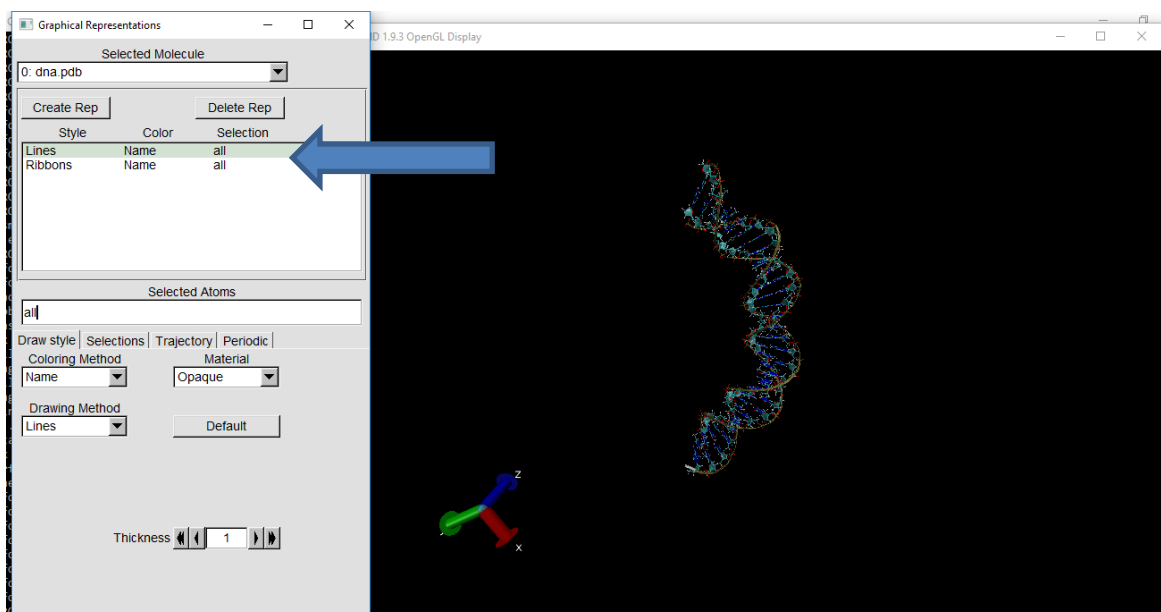 Graphical Representations
D 1.9.3 OpenGL Display
Selected Molecule
0: dna.pdb
Create Rep Delete Rep
Style Color Selection
Lines Name all
Ribbons Name all
Selected Atoms
all
Draw style Selections Trajectory Periodic
Coloring Method Material
Name Opaque
Drawing Method
Lines Default
Thickness 1
Z
X